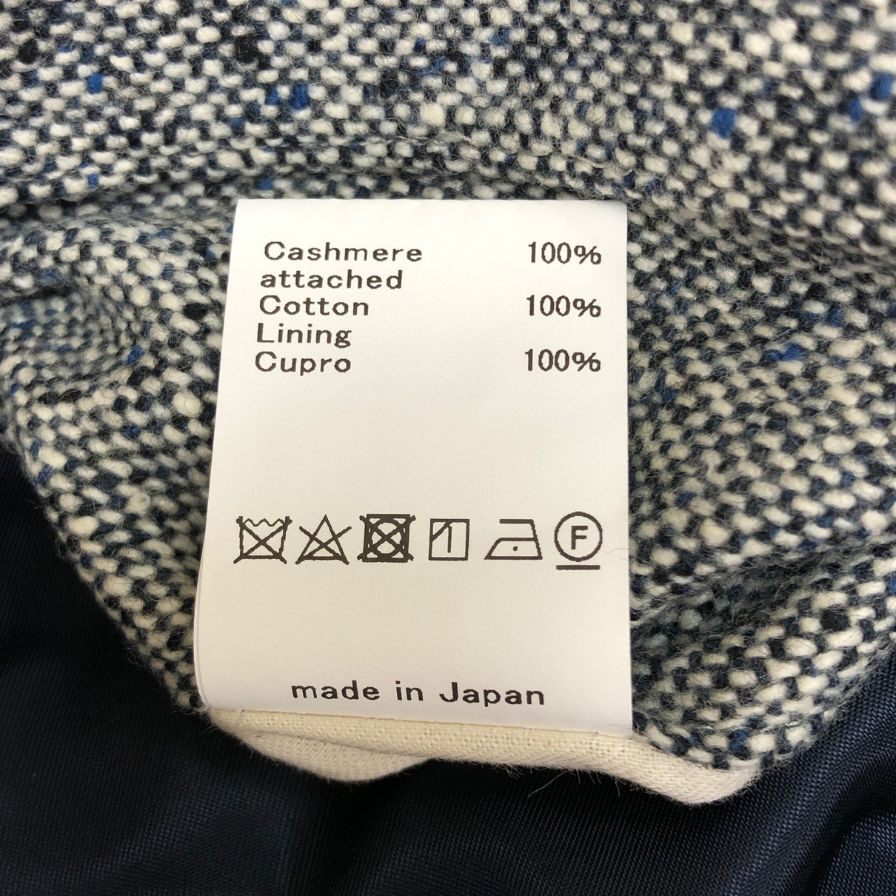 Cashmere 100%
attached
Cotton 100%
Lining
Cupro 100%
F
made in Japan